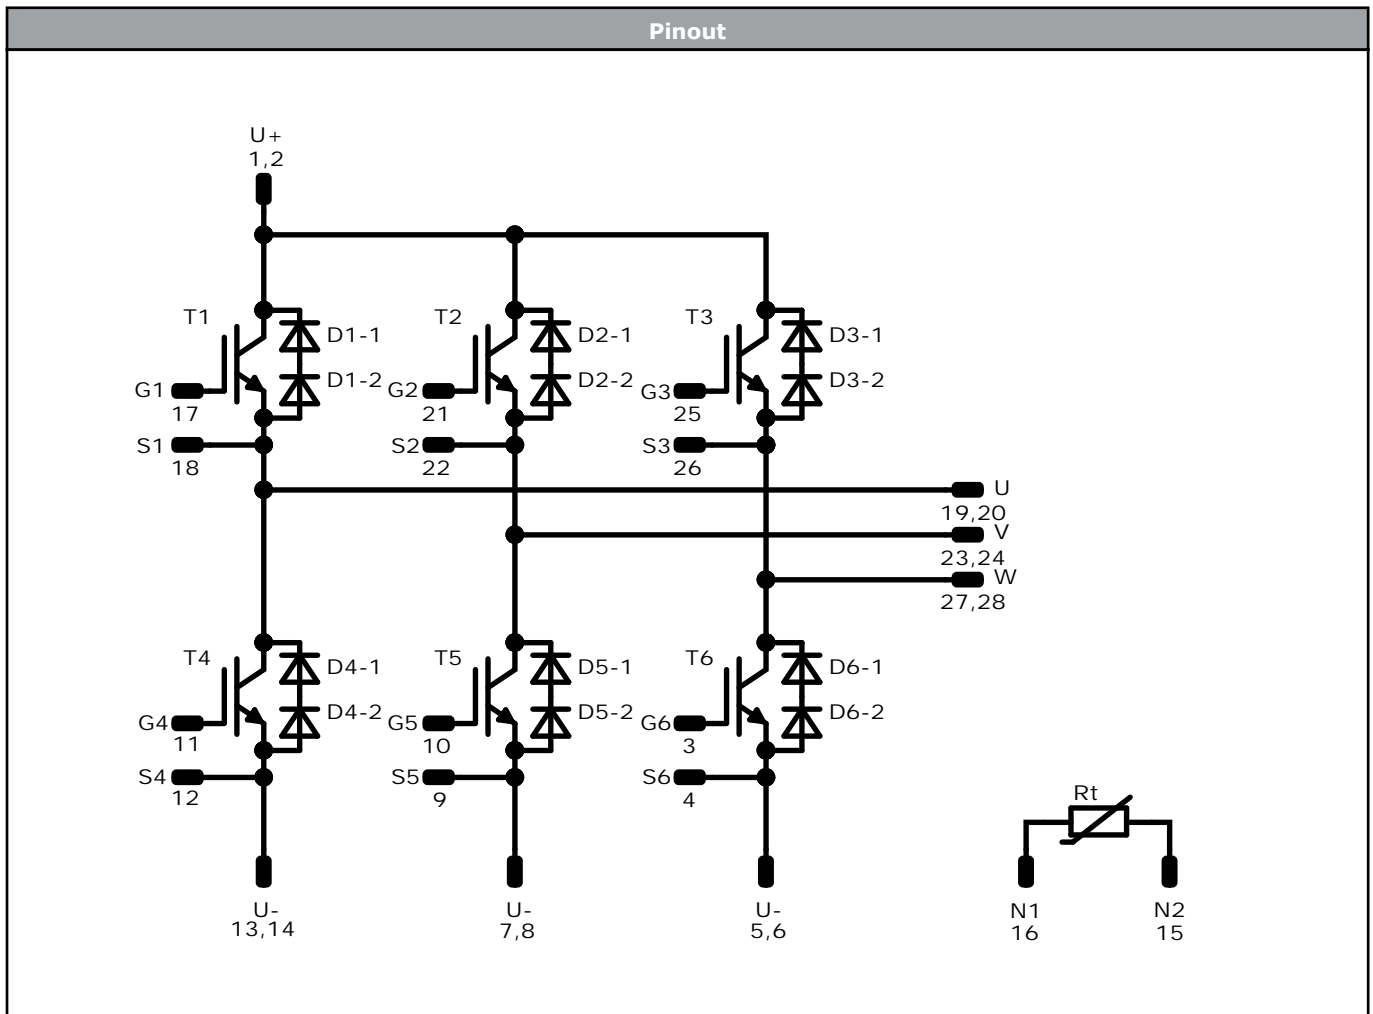 Pinout
U+
1,2
T1
D1-1
T2
D2-1
T3
D3-1
G1
D1-2
G2
D2-2
G3
D3-2
17
21
25
S1
S2
S3
18
22
26
U
19,20
V
23,24
W
27,28
T4
D4-1
T5
D5-1
T6
D6-1
G4
D4-2
G5
D5-2
G6
D6-2
11
10
3
S4
S5
S6
12
9
4
Rt
U-
13,14
U-
7,8
U-
5,6
N1
16
N2
15